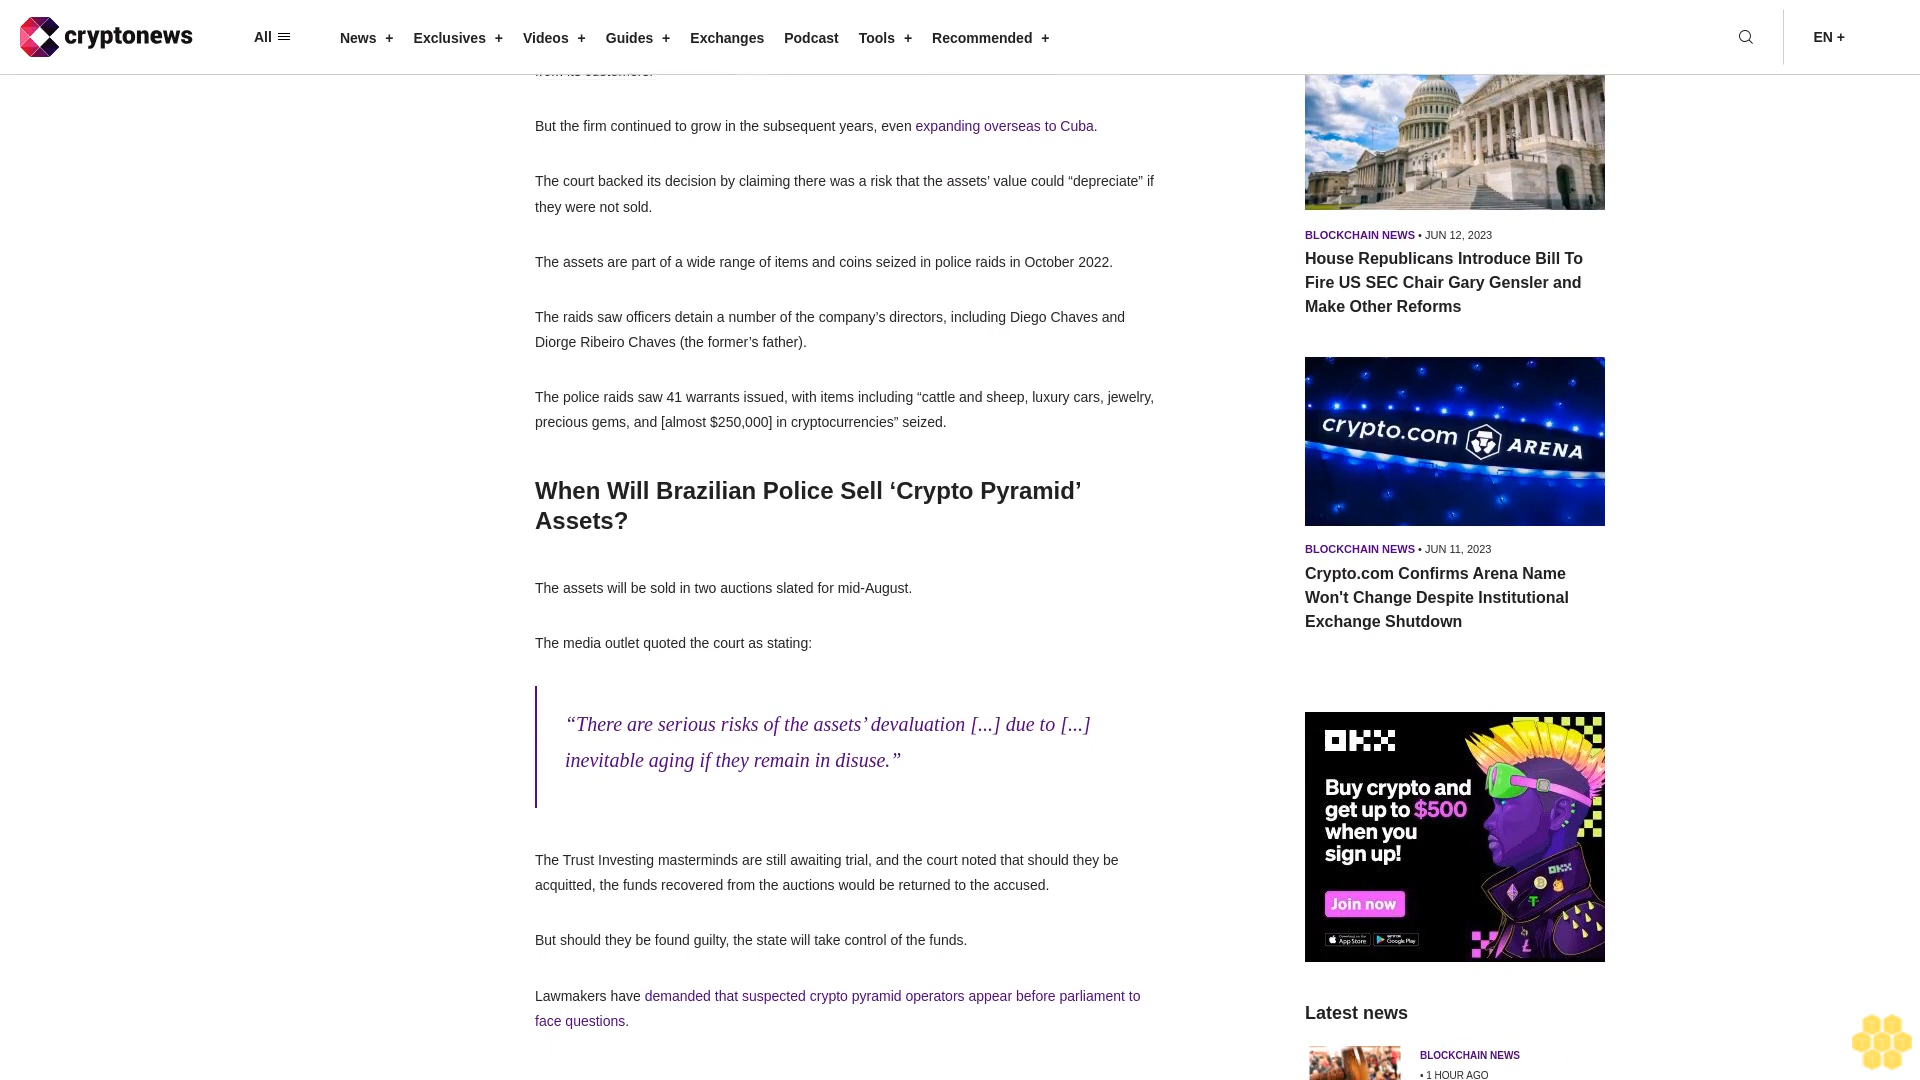 cryptonews
All
News +
Exclusives +
Videos +
Guides +
Exchanges
Podcast
Tools +
Recommended +
EN +
from its customers.
But the firm continued to grow in the subsequent years, even expanding overseas to Cuba.
The court backed its decision by claiming there was a risk that the assets’ value could “depreciate” if
they were not sold.
The assets are part of a wide range of items and coins seized in police raids in October 2022.
The raids saw officers detain a number of the company’s directors, including Diego Chaves and
Diorge Ribeiro Chaves (the former’s father).
The police raids saw 41 warrants issued, with items including “cattle and sheep, luxury cars, jewelry,
precious gems, and [almost $250,000] in cryptocurrencies” seized.
When Will Brazilian Police Sell ‘Crypto Pyramid’
Assets?
The assets will be sold in two auctions slated for mid-August.
The media outlet quoted the court as stating:
“There are serious risks of the assets’ devaluation [...] due to [...]
inevitable aging if they remain in disuse.”
The Trust Investing masterminds are still awaiting trial, and the court noted that should they be
acquitted, the funds recovered from the auctions would be returned to the accused.
But should they be found guilty, the state will take control of the funds.
Lawmakers have demanded that suspected crypto pyramid operators appear before parliament to
face questions.
BLOCKCHAIN NEWS • JUN 12, 2023
House Republicans Introduce Bill To
Fire US SEC Chair Gary Gensler and
Make Other Reforms
crypto.com ARENA
BLOCKCHAIN NEWS • JUN 11, 2023
Crypto.com Confirms Arena Name
Won't Change Despite Institutional
Exchange Shutdown
OKX
Buy crypto and
get up to $500
when you
sign up!
OKX
Join now
App Store
Google Play
Latest news
BLOCKCHAIN NEWS
• 1 HOUR AGO